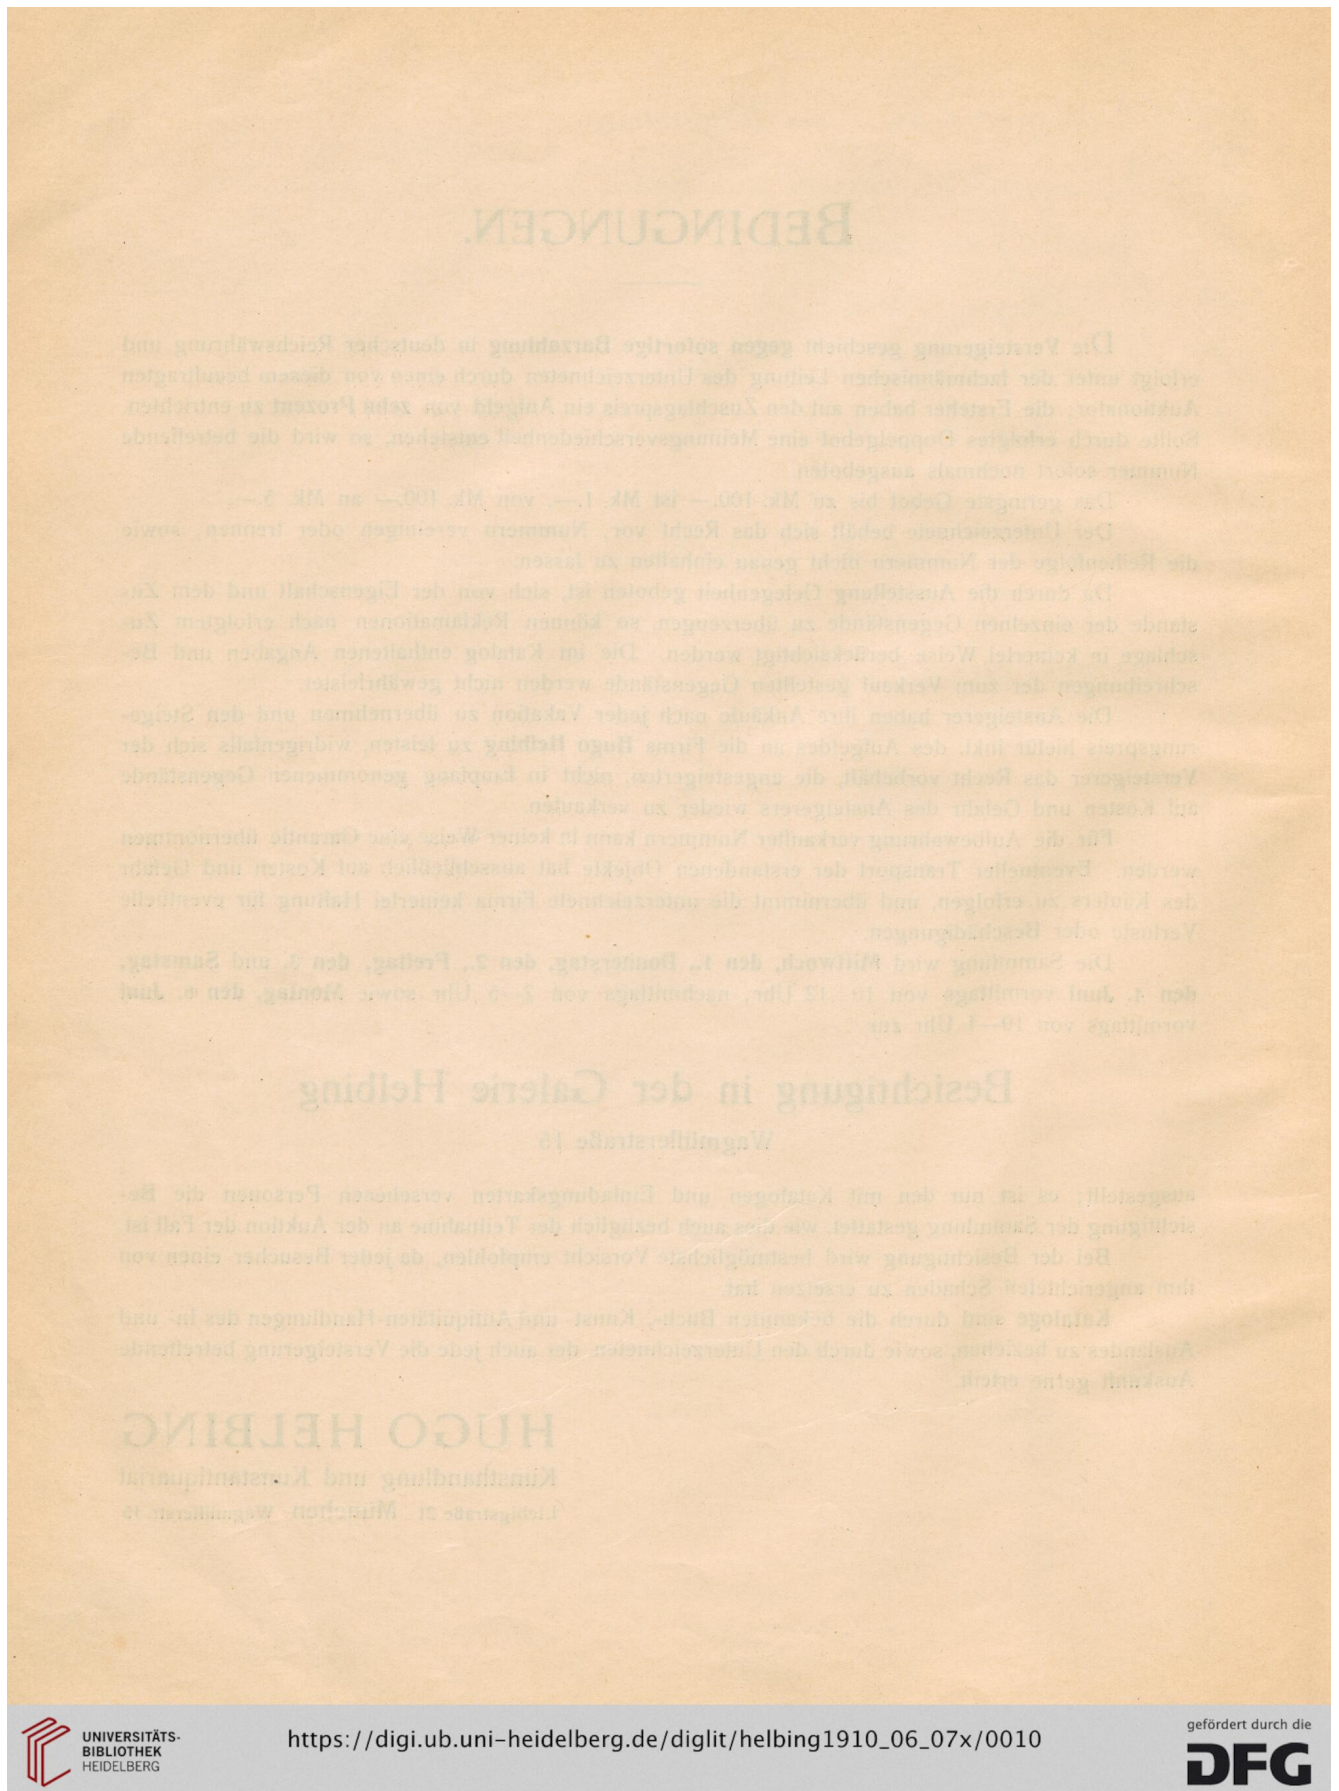 BEDINGUNGEN.
Die Versteigerung geschieht gegen sofortige Barzahlung in deutscher Reichswährung und
erfolgt unter der fachmännischen Leitung des Unterzeichneten durch einen von diesem beauftragten
Auktionator; die Ersteher haben auf den Zuschlagspreis ein Aufgeld von zehn Prozent zu entrichten.
Sollte durch erfolgtes Doppelgebot eine Meinungsverschiedenheit entstehen, so wird die betreffende
Nummer sofort nochmals ausgeboten.
Das geringste Gebot bis zu Mk. 100.— ist Mk. 1.—, von Mk. 100.— an Mk. 5.—.
Der Unterzeichnete behält sich das Recht vor, Nummern vereinigen oder trennen, sowie
die Reihenfolge der Nummern nicht genau einhalten zu lassen.
Da durch die Ausstellung Gelegenheit geboten ist, sich von der Eigenschaft und dem Zu-
stande der einzelnen Gegenstände zu überzeugen, so können Reklamationen nach erfolgtem Zu-
schlage in keinerlei Weise berücksichtigt werden. Die im Katalog enthaltenen Angaben und Be-
schreibungen der zum Verkauf gestellten Gegenstände werden nicht gewährleistet.
Die Ansteigerer haben ihre Ankäufe nach jeder Vakation zu übernehmen und den Steige-
rungspreis hiefür inkl. des Aufgeldes an die Firma Hugo Helbing zu leisten, widrigenfalls sich der
Versteigerer das Recht vorbehält, die angesteigerten, nicht in Empfang genommenen Gegenstände
auf Kosten und Gefahr des Ansteigerers wieder zu verkaufen.
Für die Aufbewahrung verkaufter Nummern kann in keiner Weise eine Garantie übernommen
werden. Eventueller Transport der erstandenen Objekte hat ausschließlich auf Kosten und Gefahr
des Käufers zu erfolgen, und übernimmt die unterzeichnete Firma keinerlei Haftung für eventuelle
Verluste oder Beschädigungen.
Die Sammlung wird Mittwoch, den 1., Donnerstag, den 2., Freitag, den 3. und Samstag,
den 4. Juni vormittags von 10—12 Uhr, nachmittags von 2—5 Uhr sowie Montag, den 6. Juni
vormittags von 10—1 Uhr zur
Besichtigung in der Galerie Helbing
Wagmüllerstraße 15
ausgestellt; es ist nur den mit Katalogen und Einladungskarten versehenen Personen die Be-
sichtigung der Sammlung gestattet, wie dies auch bezüglich der Teilnahme an der Auktion der Fall ist.
Bei der Besichtigung wird bestmöglichste Vorsicht empfohlen, da jeder Besucher einen von
ihm angerichteten Schaden zu ersetzen hat.
Kataloge sind durch die bekannten Buch-, Kunst- und Antiquitäten-Handlungen des In- und
Auslandes zu beziehen, sowie durch den Unterzeichneten, der auch jede die Versteigerung betreffende
Auskunft gerne erteilt.
HUGO HELBING
Kunsthandlung und Kunstantiquariat
Liebigstraße 21 München Wagmüllerstr. 15
UNIVERSITÄTS-
BIBLIOTHEK
HEIDELBERG
https://digi.ub.uni-heidelberg.de/diglit/helbing1910_06_07x/0010
gefördert durch die
DFG